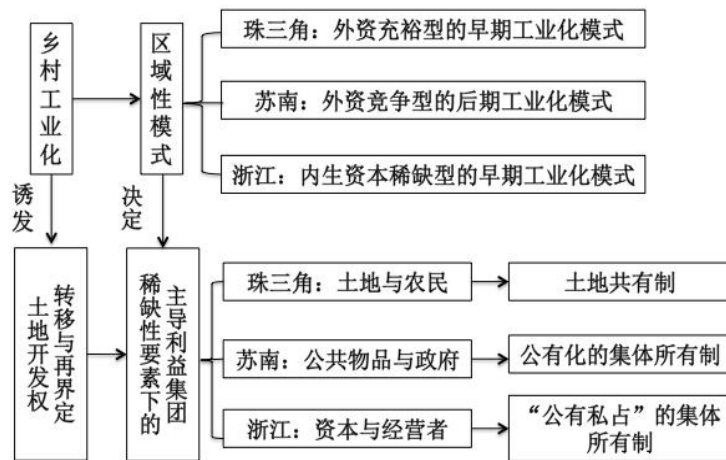 乡村工业化
区域性模式
珠三角：外资充裕型的早期工业化模式
苏南：外资竞争型的后期工业化模式
浙江：内生资本稀缺型的早期工业化模式
诱发
决定
土地开发权
转移与再界定
稀缺性要素下的
主导利益集团
珠三角：土地与农民
土地共有制
苏南：公共物品与政府
公有化的集体所有制
浙江：资本与经营者
“公有私占”的集体
所有制